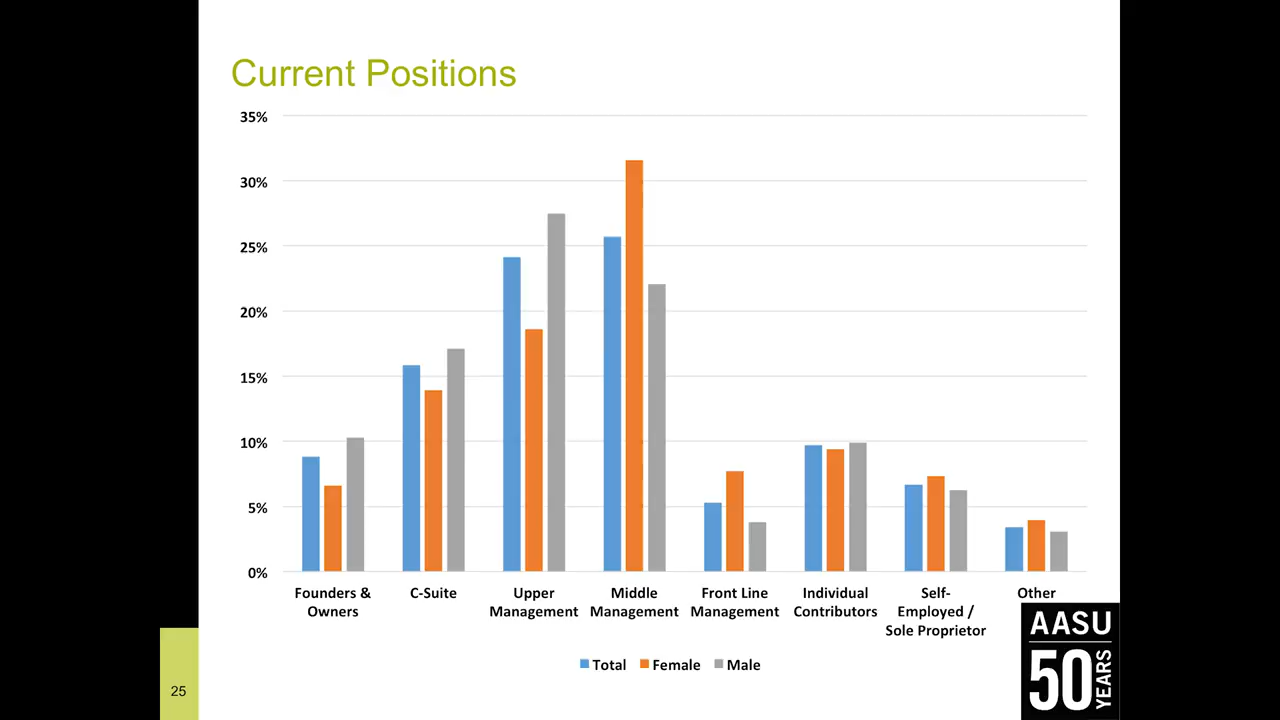 Current Positions
35%
30%
25%
20%
15%
10%
5%
0%
Founders &
Owners
C-Suite
Upper
Management
Middle
Management
Front Line
Management
Individual
Contributors
Self-
Employed /
Sole Proprietor
Other
Total
Female
Male
AASU
50
YEARS
25